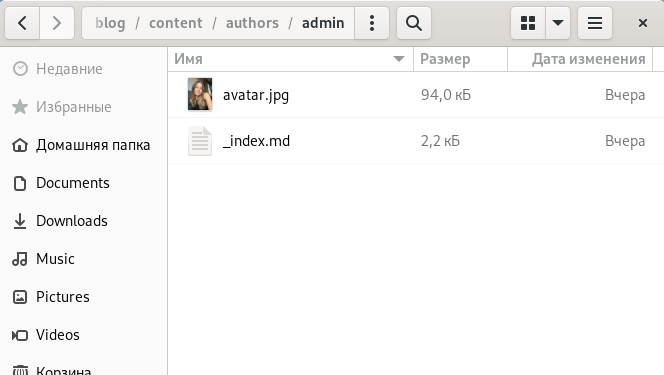 blog / content / authors / admin
Имя Размер Дата изменения
Недавние
avatar.jpg 94,0 кБ Вчера
Избранные
_index.md 2,2 кБ Вчера
Домашняя папка
Documents
Downloads
Music
Pictures
Videos
Корзина